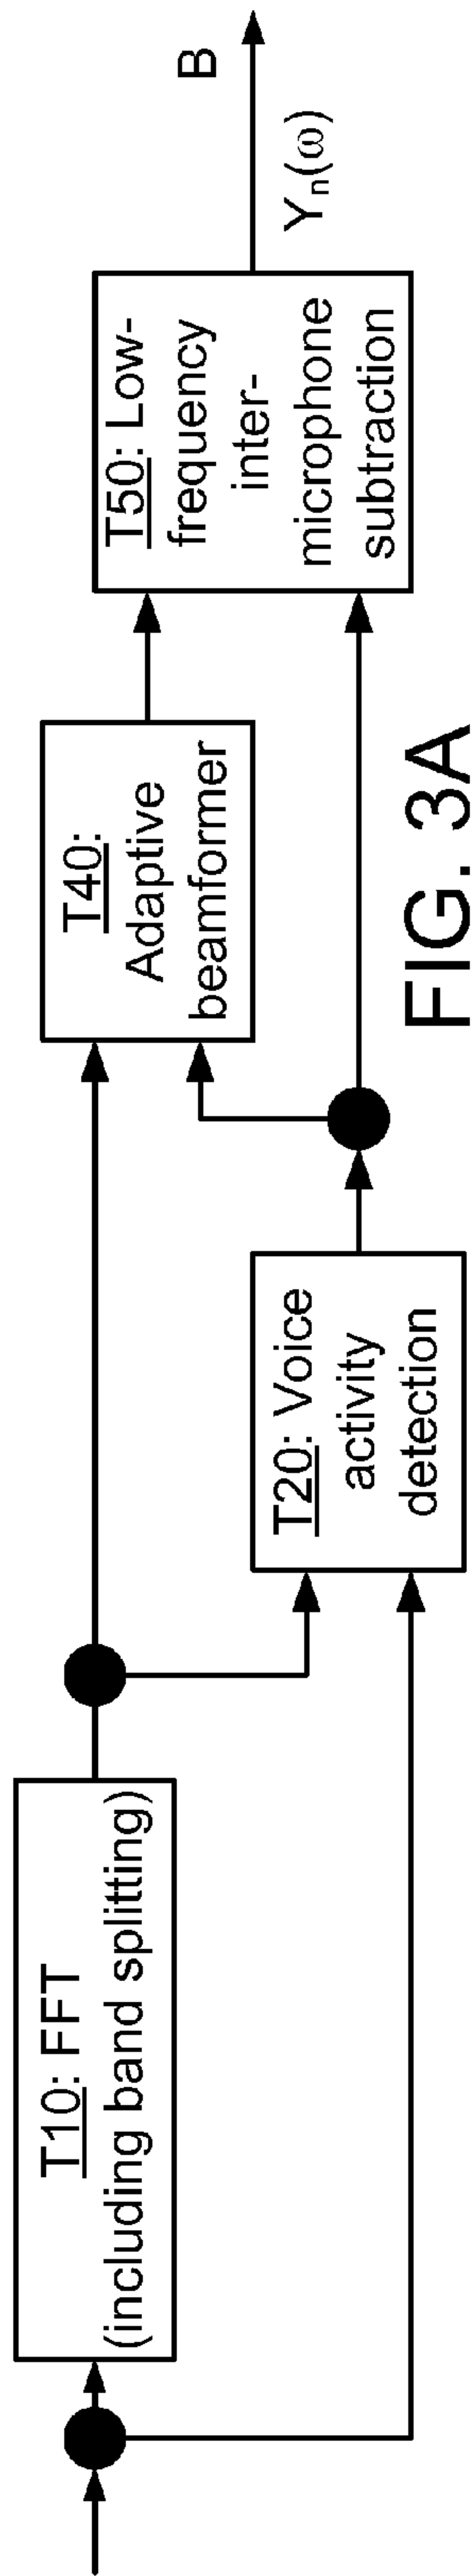 T10: FFT
(including band splitting)
T20: Voice
activity
detection
T40:
Adaptive
beamformer
T50: Low-
frequency
inter-
microphone
subtraction
B
Yn(ω)
FIG. 3A